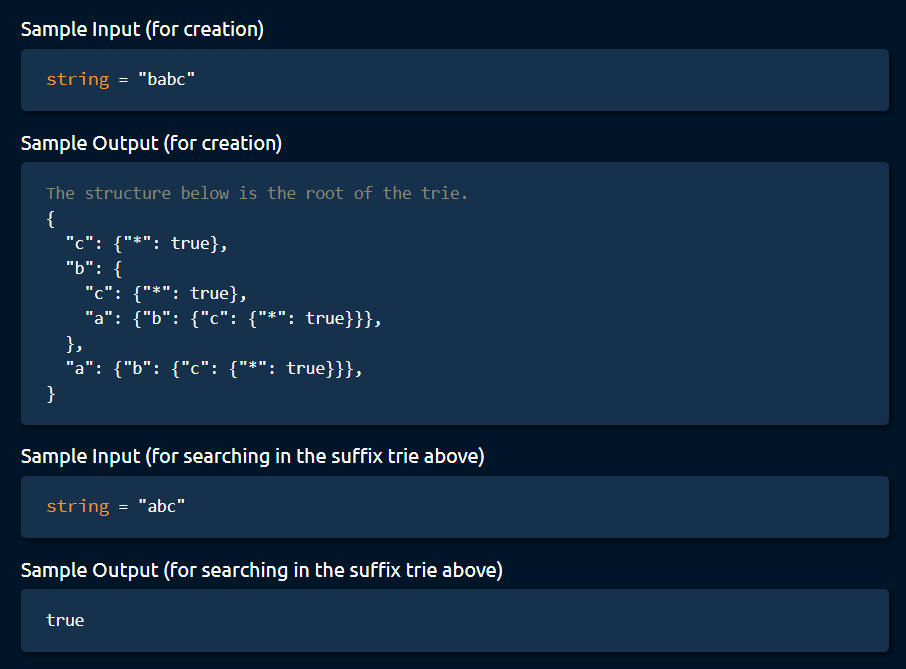 Sample Input (for creation)
string = "babc"
Sample Output (for creation)
The structure below is the root of the trie.
{
  "c": {"*": true},
  "b": {
    "c": {"*": true},
    "a": {"b": {"c": {"*": true}}},
  },
  "a": {"b": {"c": {"*": true}}},
}
Sample Input (for searching in the suffix trie above)
string = "abc"
Sample Output (for searching in the suffix trie above)
true